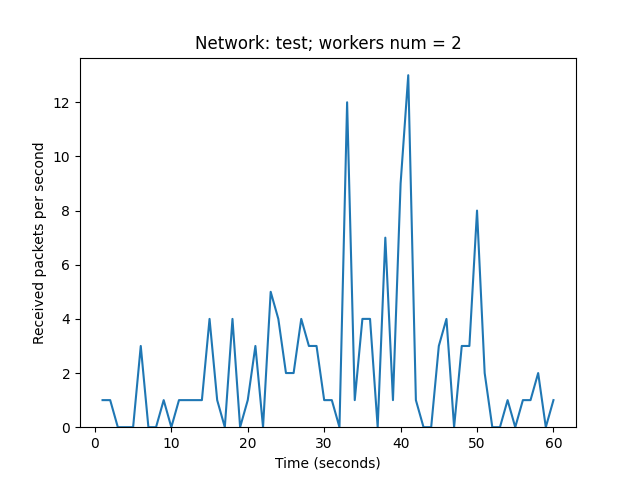 Network: test; workers num = 2
Received packets per second
12
10
8
6
4
2
0
0 10 20 30 40 50 60
Time (seconds)